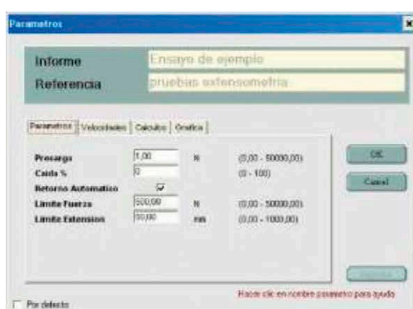 Parametros
Informe Ensayo de ejemplo
Referencia pruebas extensometria
Parametros Velocidades Calculos Grafica
Precarga 1,00 N (0,00 - 50000,00)
Caida % 0 (0 - 100)
Retorno Automatico
Limite Fuerza 500,00 N (0,00 - 50000,00)
Limite Extension 00,00 mm (0,00 - 1000,00)
OK
Cancel
Hacer clic en nombre parametro para ayuda
Por defecto